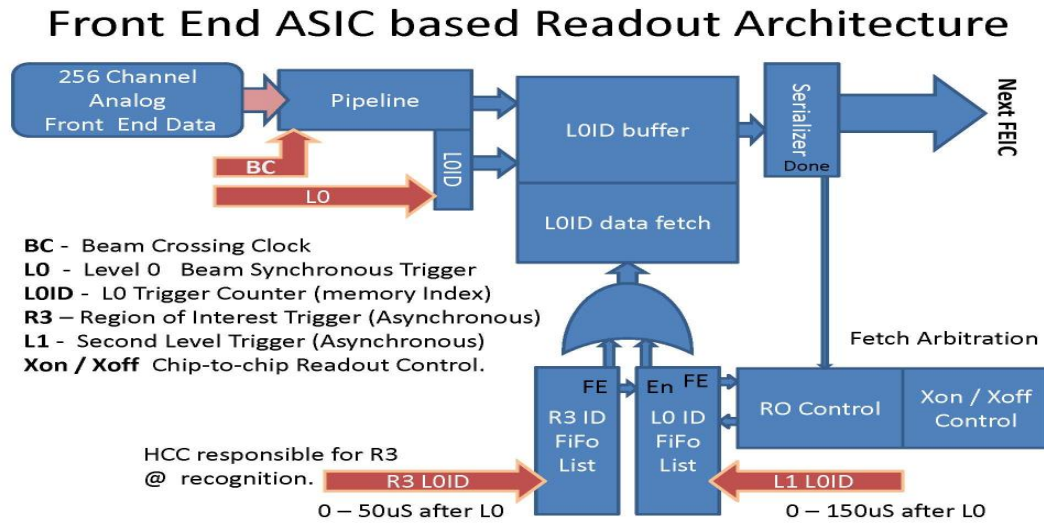 Front End ASIC based Readout Architecture
256 Channel
Analog
Front End Data
Pipeline
L0ID
L0ID buffer
L0ID data fetch
Serializer
Done
Next FEIC
BC
L0
BC - Beam Crossing Clock
L0 - Level 0 Beam Synchronous Trigger
L0ID - L0 Trigger Counter (memory Index)
R3 – Region of Interest Trigger (Asynchronous)
L1 - Second Level Trigger (Asynchronous)
Xon / Xoff Chip-to-chip Readout Control.
Fetch Arbitration
FE
R3 ID
FiFo
List
En FE
L0 ID
FiFo
List
RO Control
Xon / Xoff
Control
HCC responsible for R3
@ recognition.
R3 L0ID
0 – 50uS after L0
L1 L0ID
0 – 150uS after L0